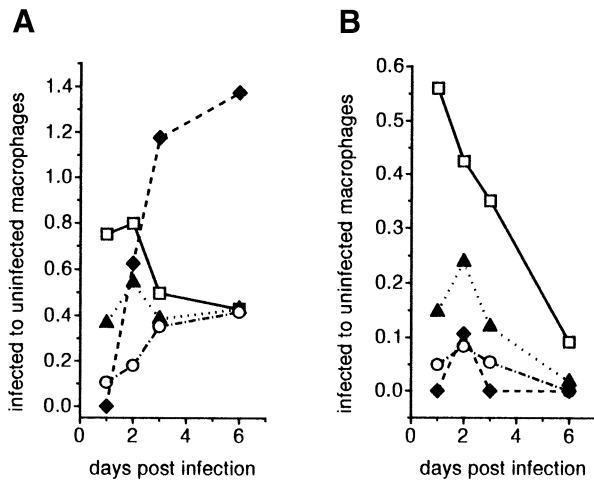 A
B
infected to uninfected macrophages
1.4
1.2
1.0
0.8
0.6
0.4
0.2
0.0
0 2 4 6
days post infection
infected to uninfected macrophages
0.6
0.5
0.4
0.3
0.2
0.1
0.0
0 2 4 6
days post infection